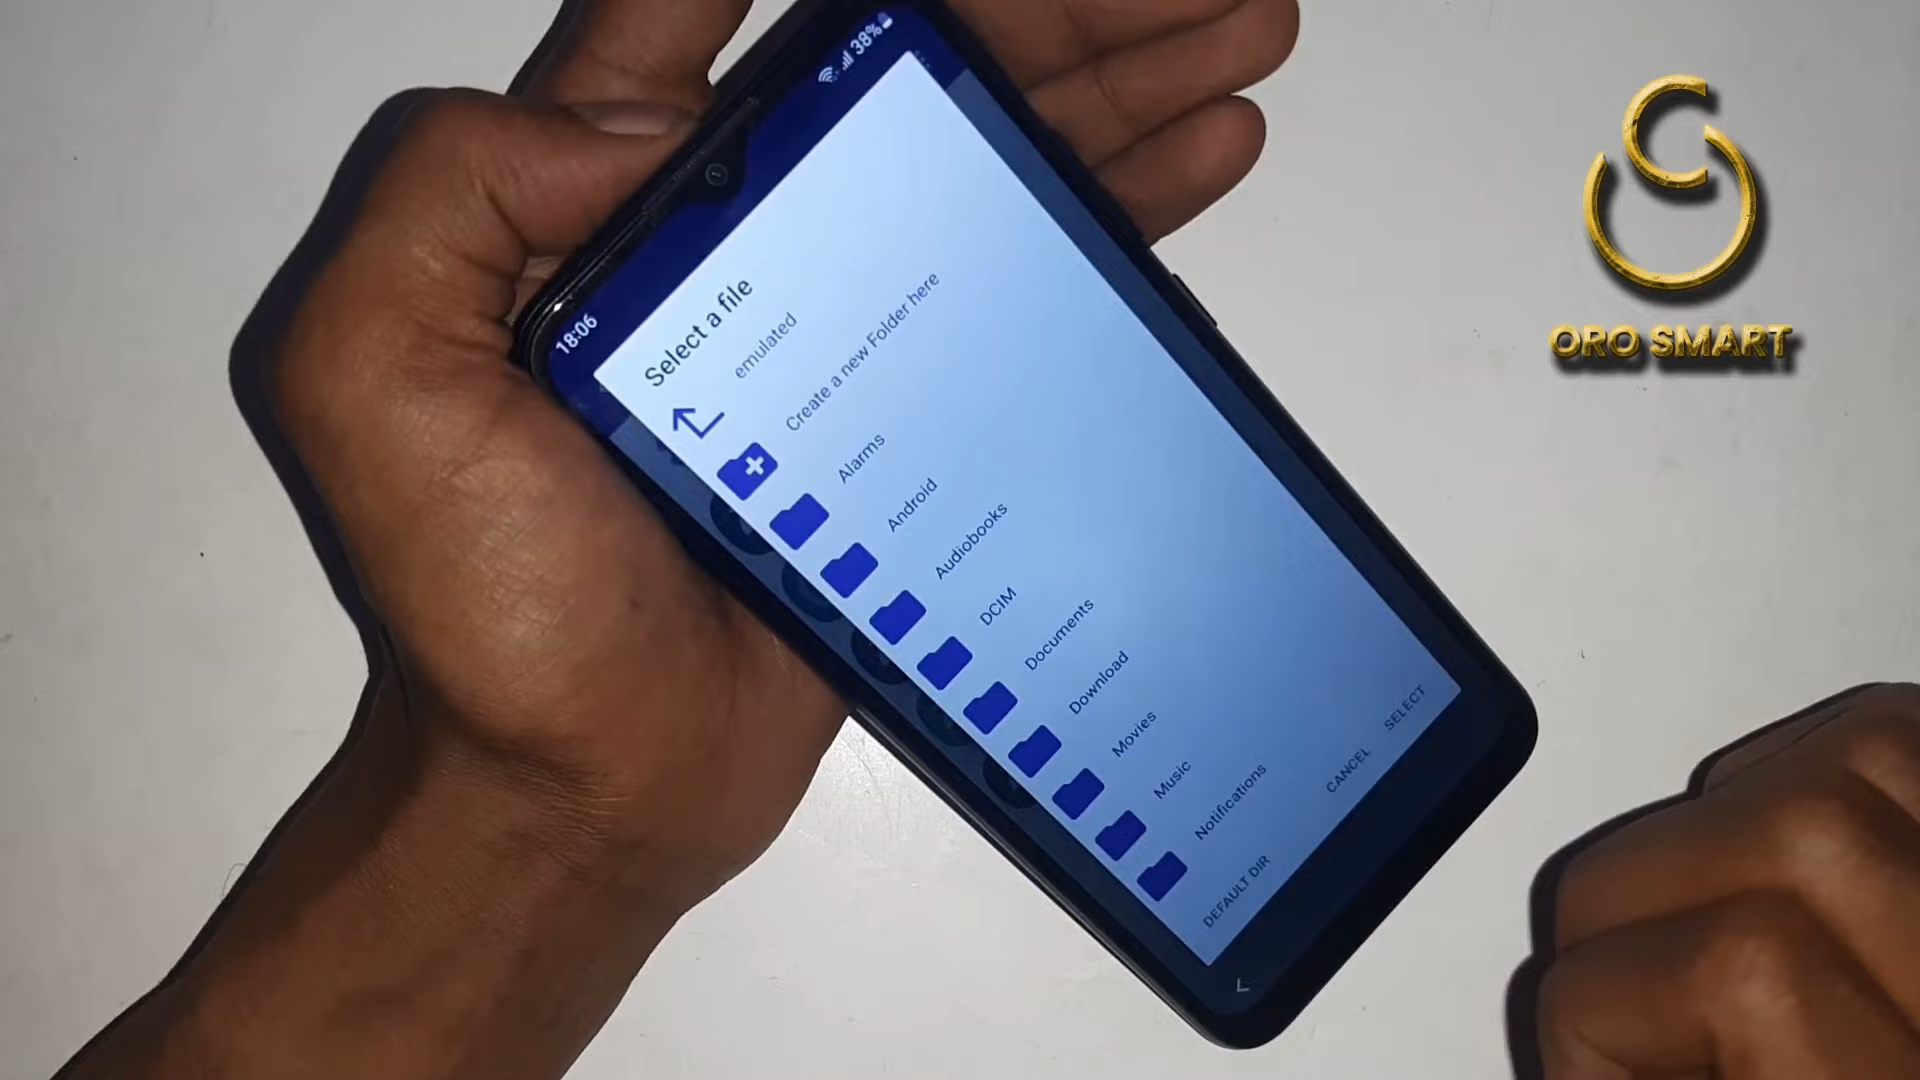 18:06
38%
Select a file
emulated
Create a new Folder here
Alarms
Android
Audiobooks
DCIM
Documents
Download
Movies
Music
Notifications
DEFAULT DIR
CANCEL
SELECT
ORO SMART